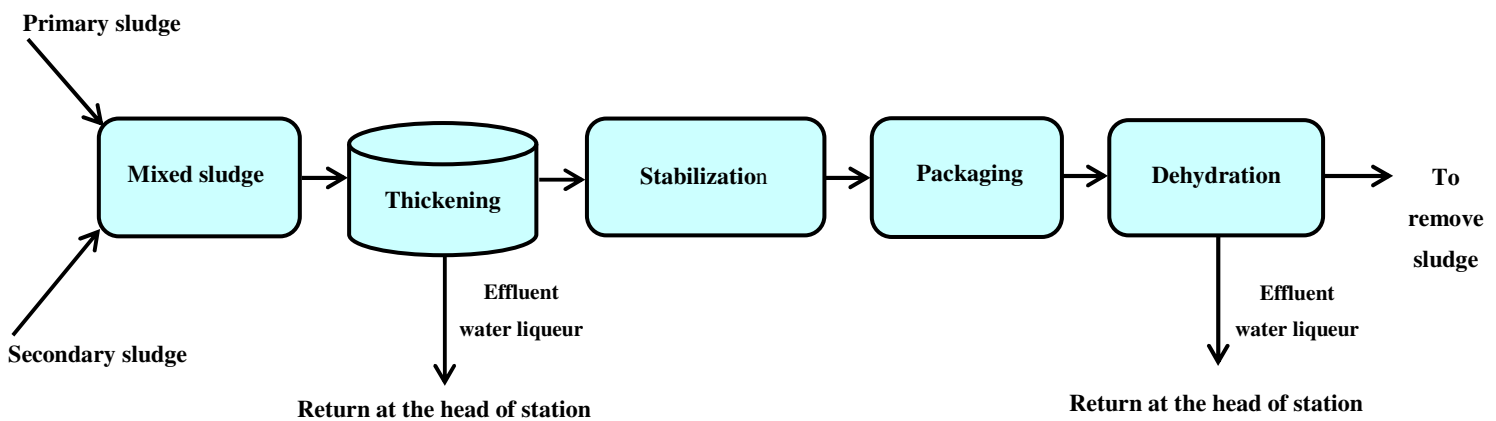 Primary sludge
Mixed sludge
Thickening
Stabilization
Packaging
Dehydration
To
remove
sludge
Secondary sludge
Effluent
water liqueur
Return at the head of station
Effluent
water liqueur
Return at the head of station